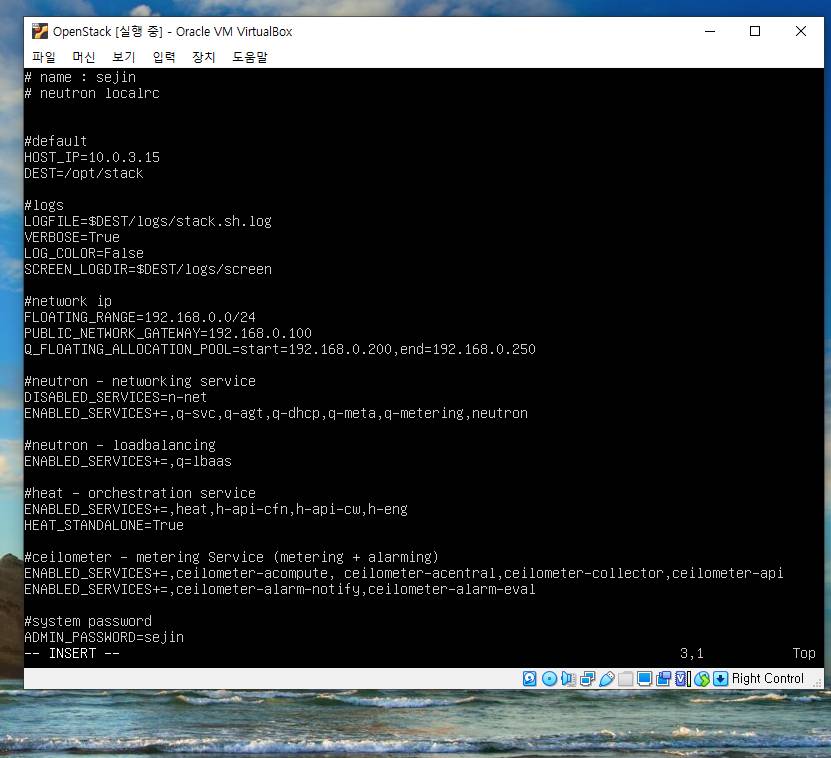 OpenStack [실행 중] - Oracle VM VirtualBox
파일 머신 보기 입력 장치 도움말
# name : sejin
# neutron localrc
#default
HOST_IP=10.0.3.15
DEST=/opt/stack
#logs
LOGFILE=$DEST/logs/stack.sh.log
VERBOSE=True
LOG_COLOR=False
SCREEN_LOGDIR=$DEST/logs/screen
#network ip
FLOATING_RANGE=192.168.0.0/24
PUBLIC_NETWORK_GATEWAY=192.168.0.100
Q_FLOATING_ALLOCATION_POOL=start=192.168.0.200,end=192.168.0.250
#neutron - networking service
DISABLED_SERVICES=n-net
ENABLED_SERVICES+=,q-svc,q-agt,q-dhcp,q-meta,q-metering,neutron
#neutron - loadbalancing
ENABLED_SERVICES+=,q=lbaas
#heat - orchestration service
ENABLED_SERVICES+=,heat,h-api-cfn,h-api-cw,h-eng
HEAT_STANDALONE=True
#ceilometer - metering Service (metering + alarming)
ENABLED_SERVICES+=,ceilometer-acompute, ceilometer-acentral,ceilometer-collector,ceilometer-api
ENABLED_SERVICES+=,ceilometer-alarm-notify,ceilometer-alarm-eval
#system password
ADMIN_PASSWORD=sejin
-- INSERT -- 3,1 Top
Right Control